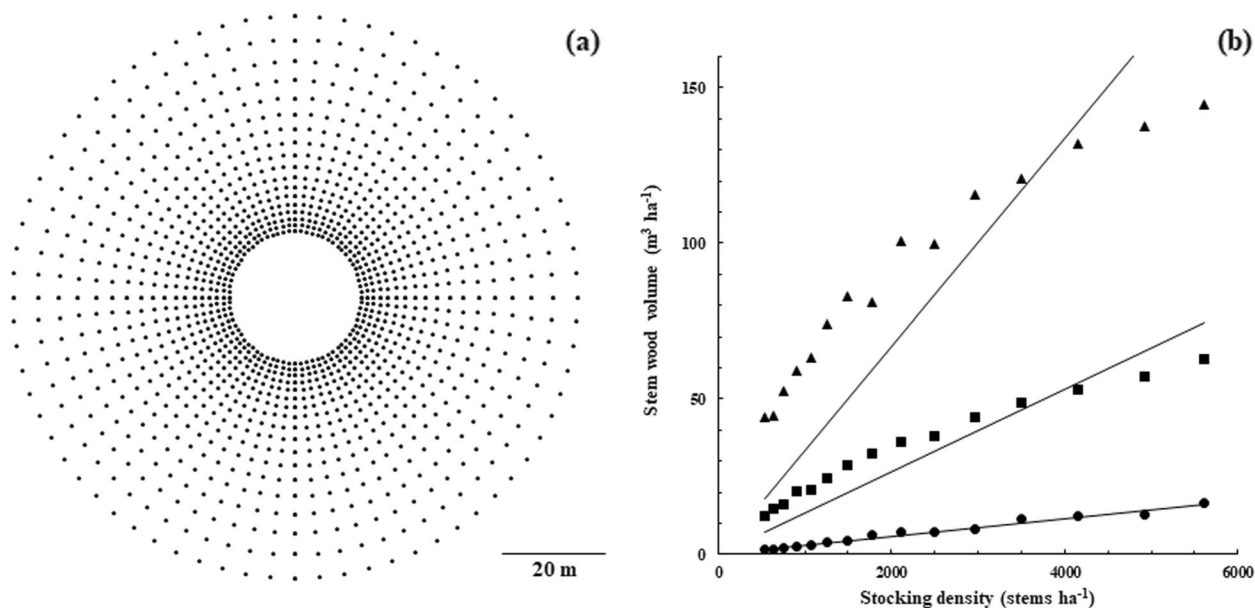 (a)
20 m
(b)
Stem wood volume (m³ ha⁻¹)
150
100
50
0
0 2000 4000 6000
Stocking density (stems ha⁻¹)